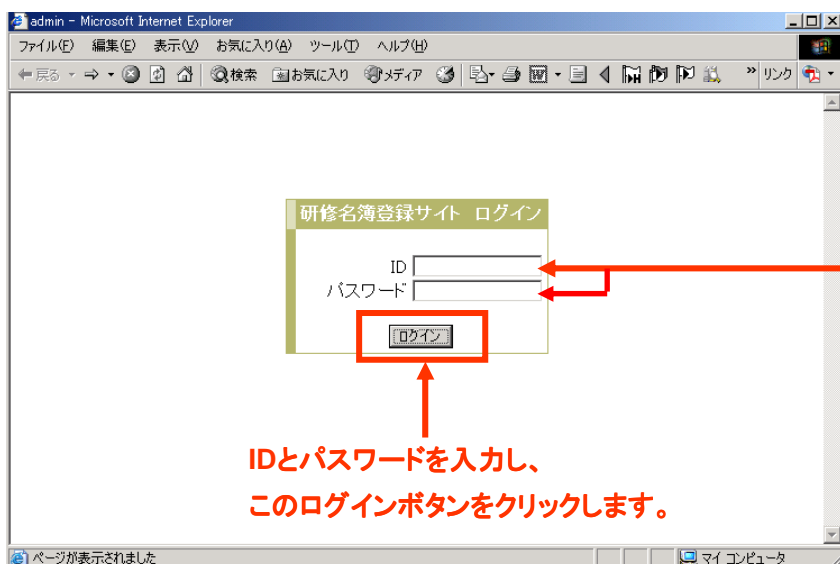 admin - Microsoft Internet Explorer
ファイル(F) 編集(E) 表示(V) お気に入り(A) ツール(T) ヘルプ(H)
戻る 検索 お気に入り メディア » リンク
研修名簿登録サイト ログイン
ID
パスワード
ログイン
IDとパスワードを入力し、
このログインボタンをクリックします。
ページが表示されました マイ コンピュータ